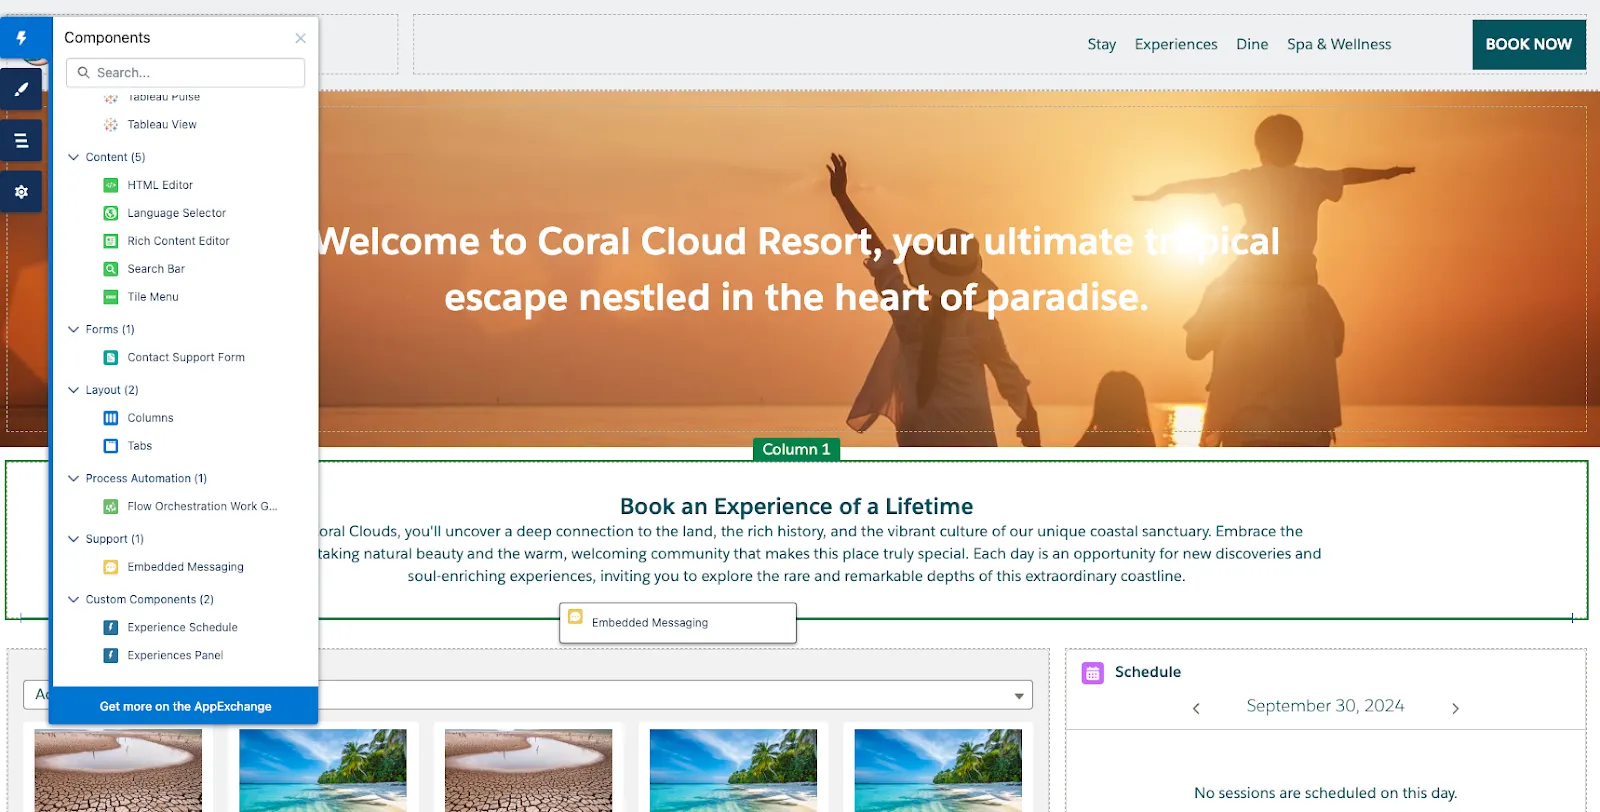 Components
Search...
Tableau Pulse
Tableau View
Content (5)
HTML Editor
Language Selector
Rich Content Editor
Search Bar
Tile Menu
Forms (1)
Contact Support Form
Layout (2)
Columns
Tabs
Process Automation (1)
Flow Orchestration Work G...
Support (1)
Embedded Messaging
Custom Components (2)
Experience Schedule
Experiences Panel
Get more on the AppExchange
Stay Experiences Dine Spa & Wellness
BOOK NOW
Welcome to Coral Cloud Resort, your ultimate tropical
escape nestled in the heart of paradise.
Column 1
Book an Experience of a Lifetime
oral Clouds, you'll uncover a deep connection to the land, the rich history, and the vibrant culture of our unique coastal sanctuary. Embrace the
taking natural beauty and the warm, welcoming community that makes this place truly special. Each day is an opportunity for new discoveries and
soul-enriching experiences, inviting you to explore the rare and remarkable depths of this extraordinary coastline.
Embedded Messaging
Schedule
September 30, 2024
No sessions are scheduled on this day.